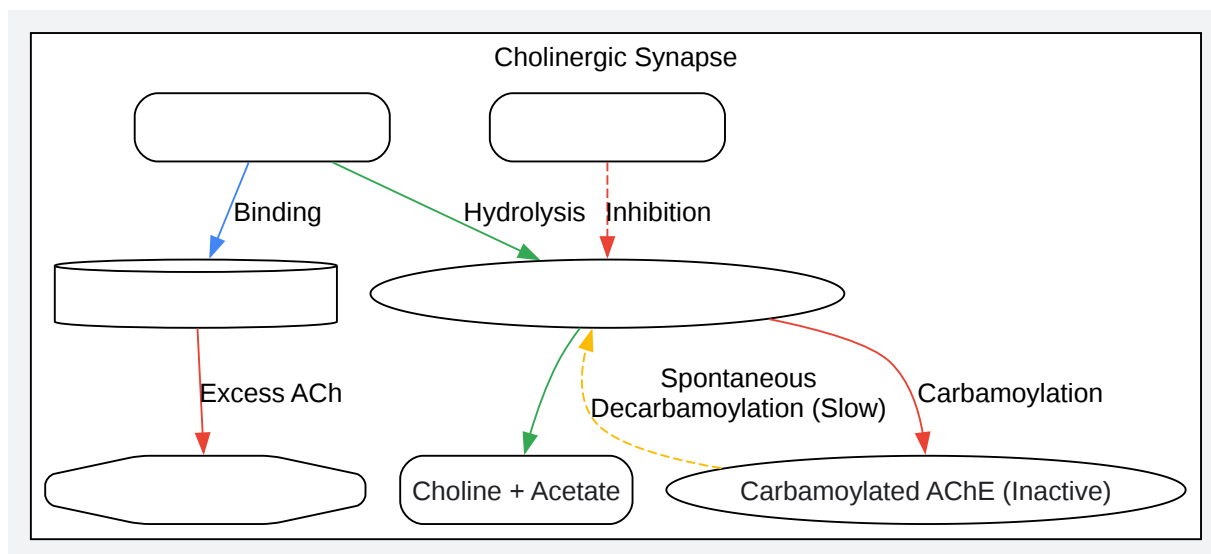 Cholinergic Synapse
Binding
Hydrolysis
Inhibition
Excess ACh
Spontaneous
Decarbamoylation (Slow)
Carbamoylation
Choline + Acetate
Carbamoylated AChE (Inactive)